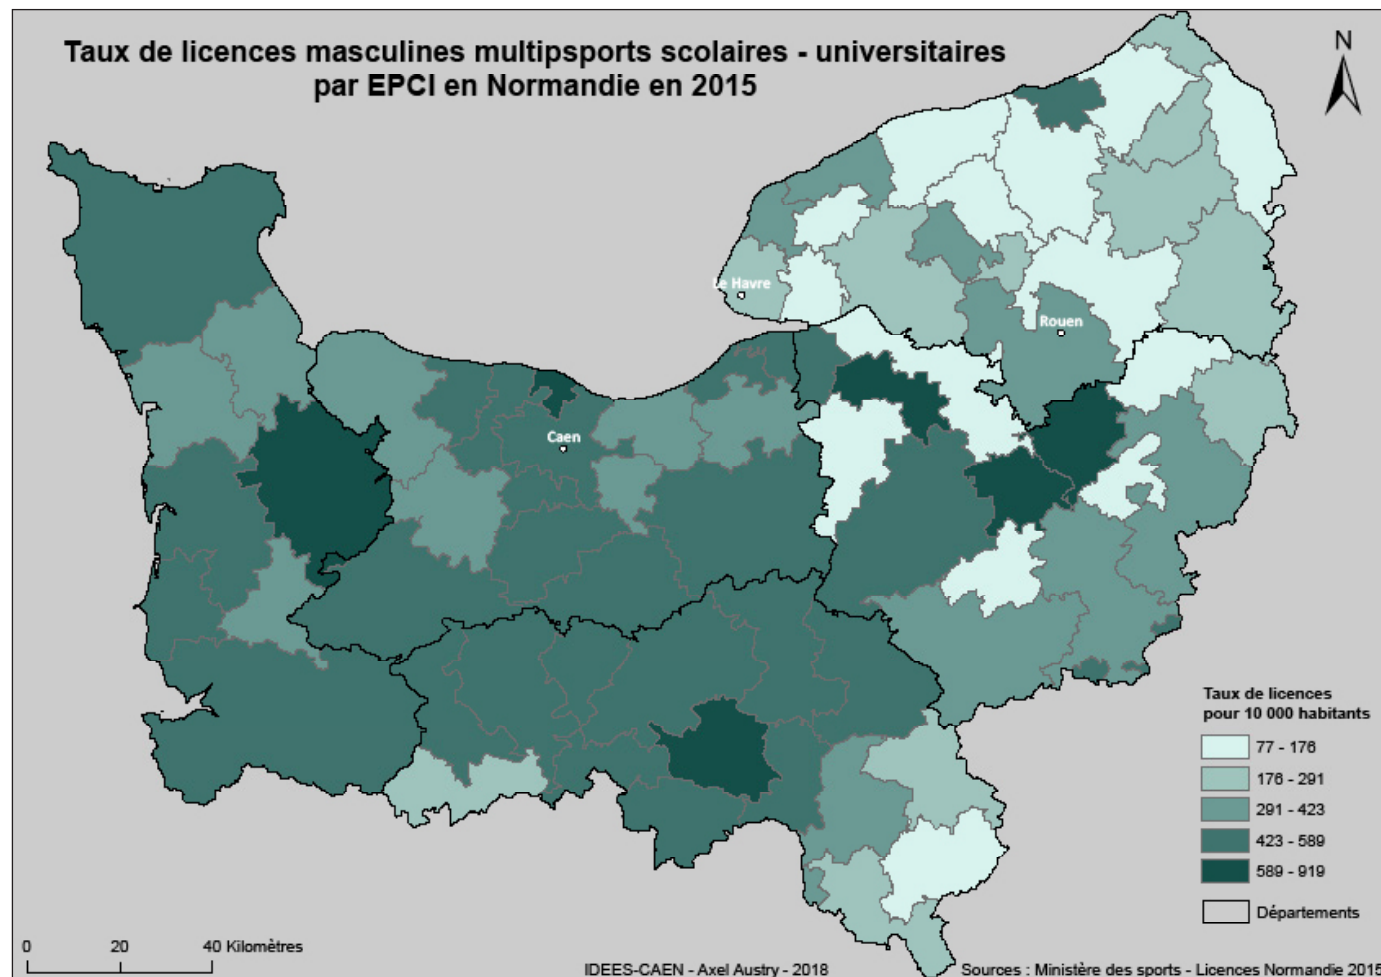 Taux de licences masculines multipsports scolaires - universitaires
par EPCI en Normandie en 2015
N
Le Havre
Rouen
Caen
Taux de licences
pour 10 000 habitants
77 - 176
176 - 291
291 - 423
423 - 589
589 - 919
Départements
0 20 40 Kilomètres
IDEES-CAEN - Axel Austry - 2018
Sources : Ministère des sports - Licences Normandie 2015